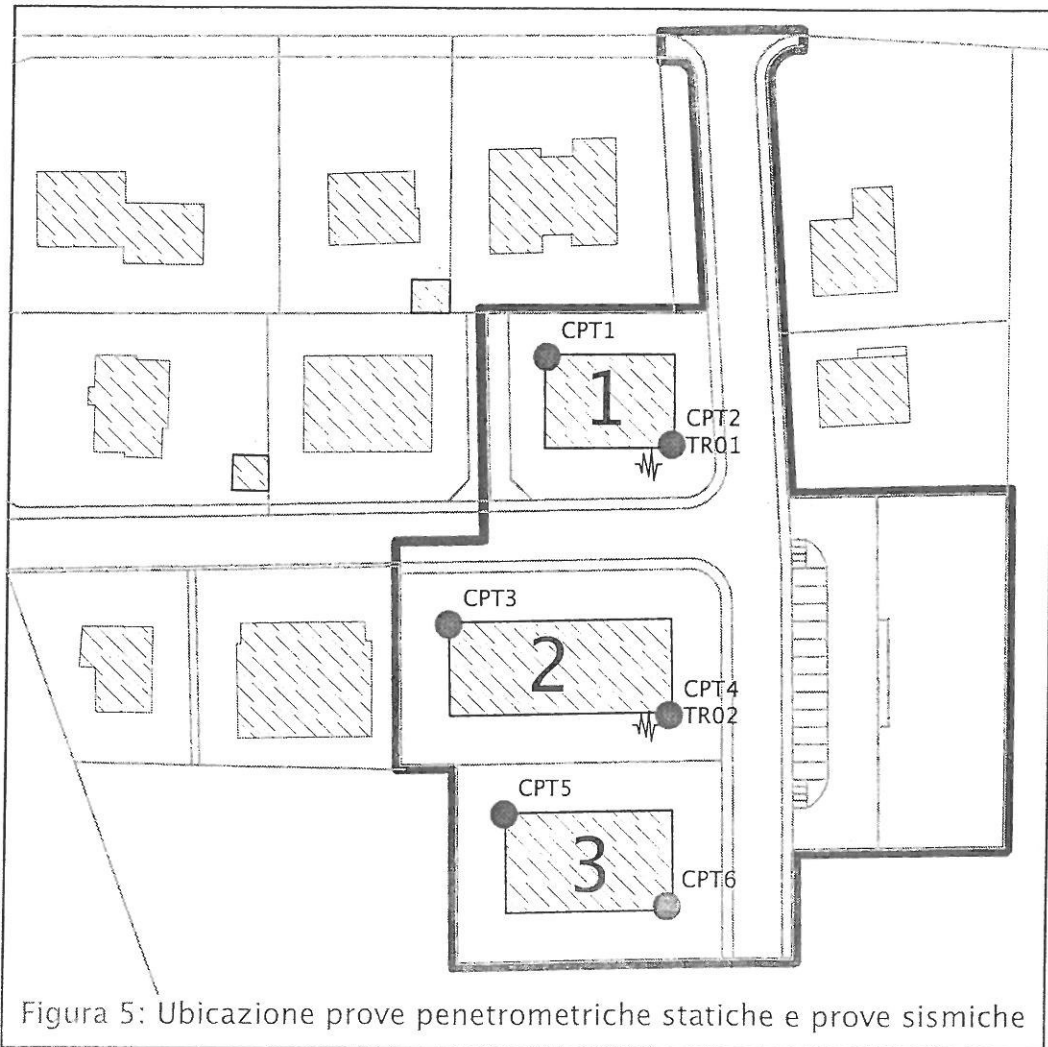 CPT1
1
CPT2
TR01
CPT3
2
CPT4
TR02
CPT5
3
CPT6
Figura 5: Ubicazione prove penetrometriche statiche e prove sismiche